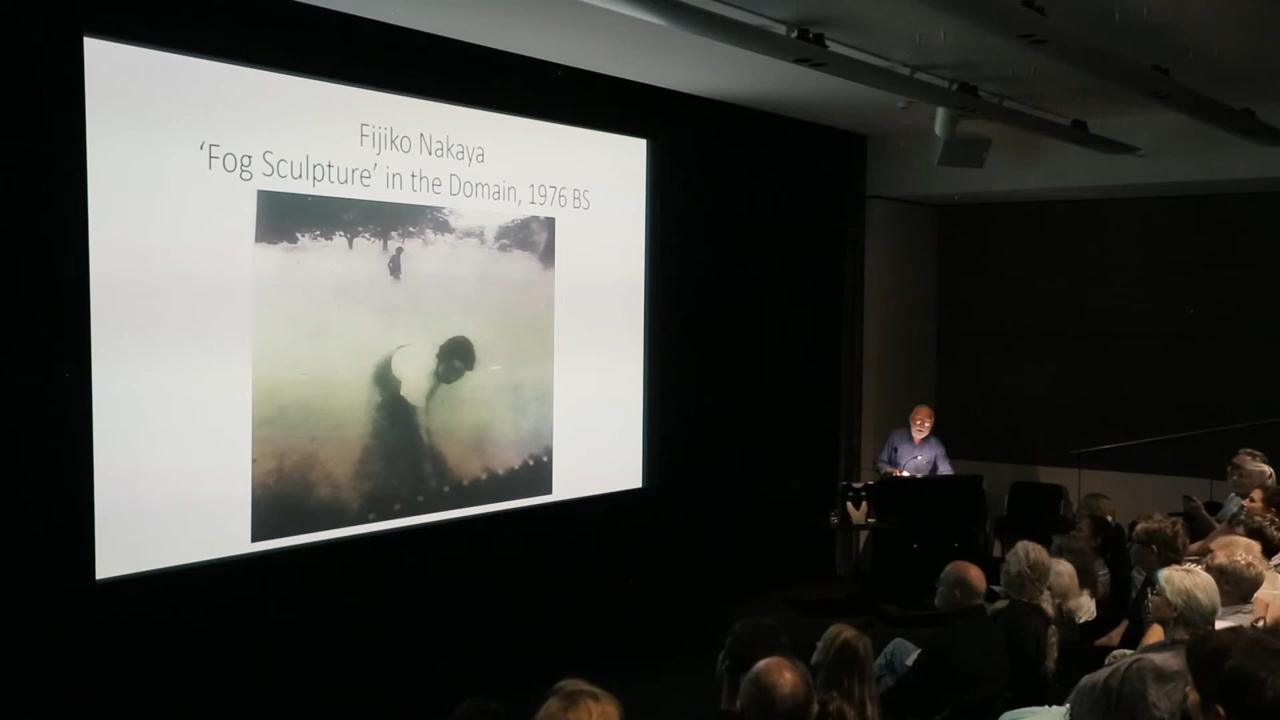 Fijiko Nakaya
‘Fog Sculpture’ in the Domain, 1976 BS